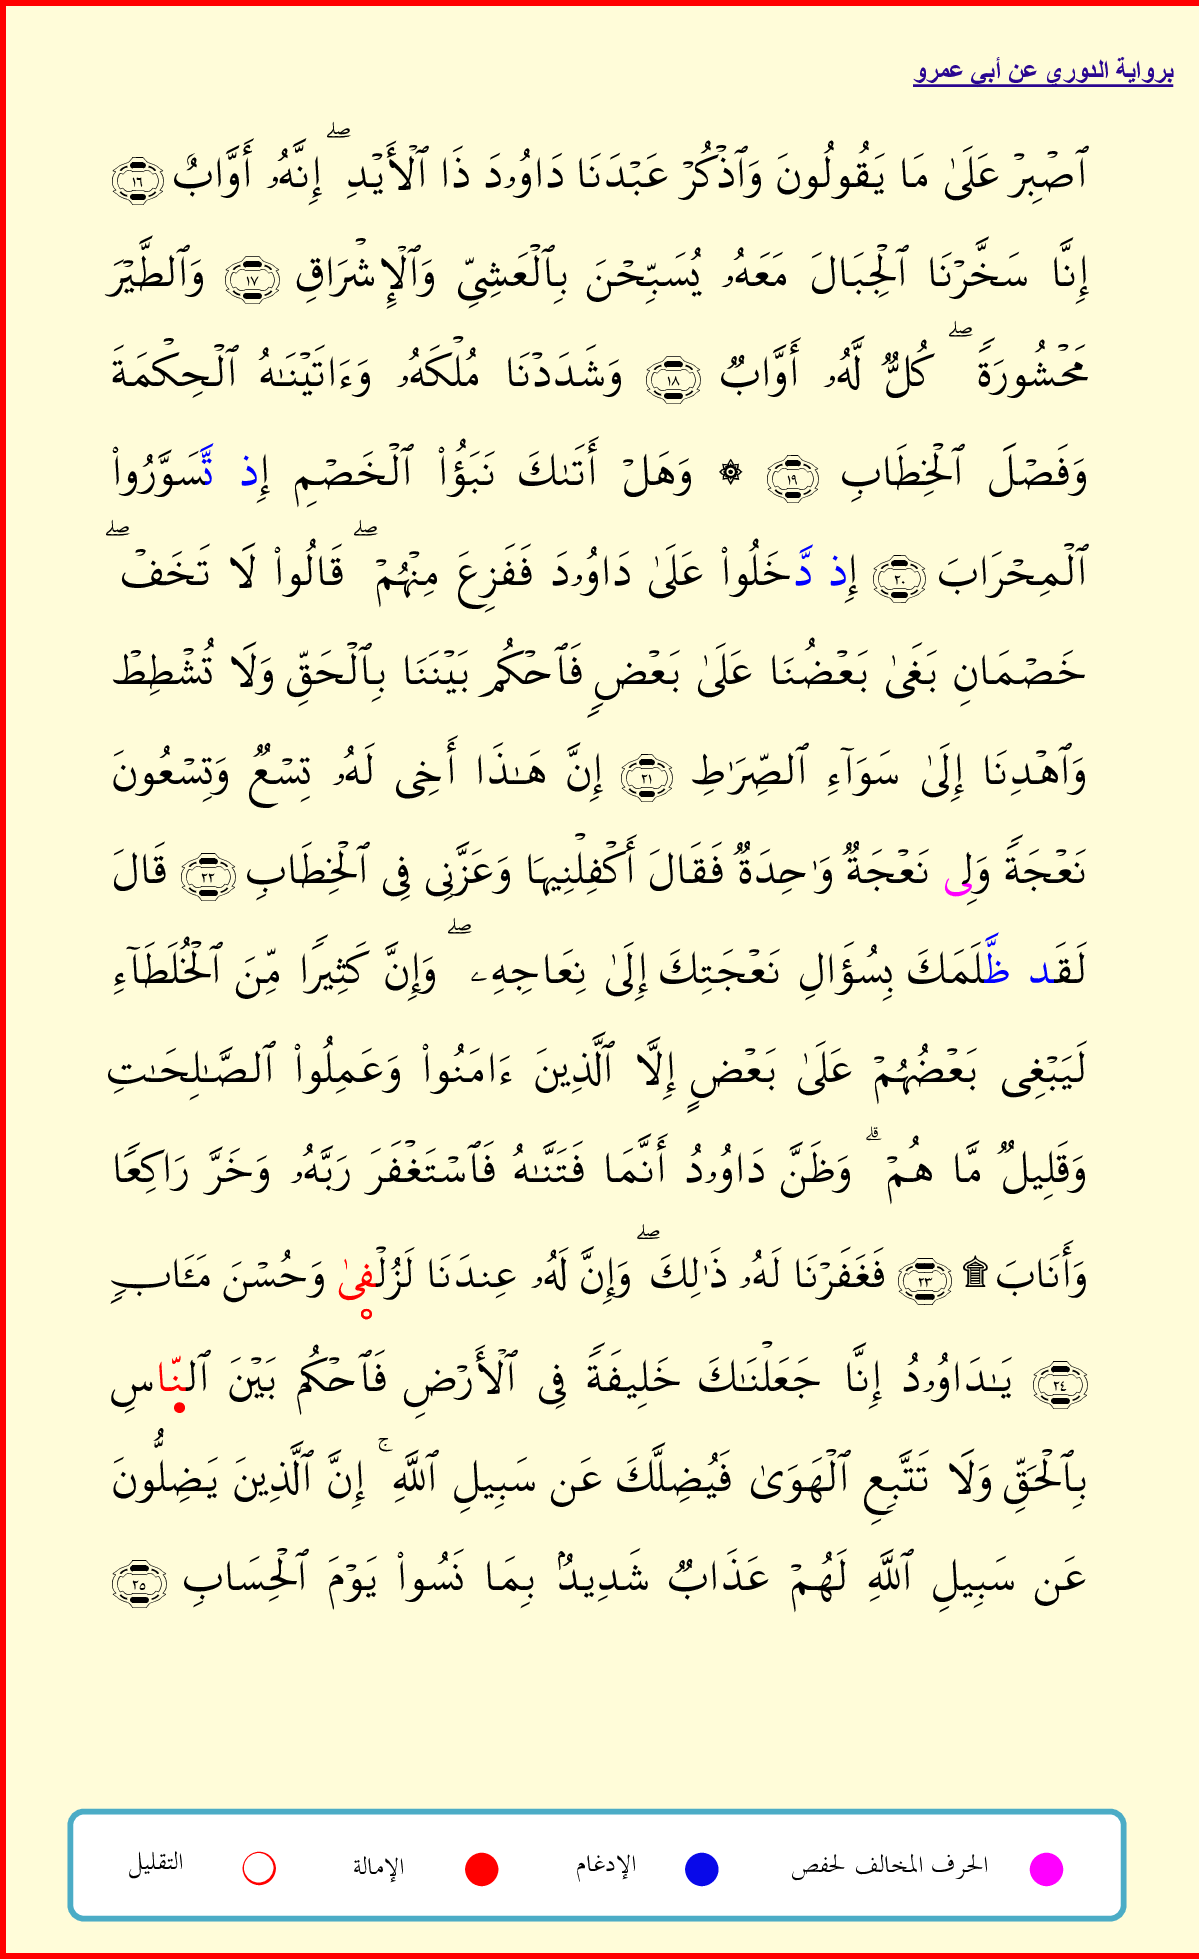 برواية الدوري عن أبي عمرو
ٱصۡبِرۡ عَلَىٰ مَا يَقُولُونَ وَٱذۡكُرۡ عَبۡدَنَا دَاوُۥدَ ذَا ٱلۡأَيۡدِۖ إِنَّهُۥ أَوَّابٌ ١٦
إِنَّا سَخَّرۡنَا ٱلۡجِبَالَ مَعَهُۥ يُسَبِّحۡنَ بِٱلۡعَشِيِّ وَٱلۡإِشۡرَاقِ ١٧ وَٱلطَّيۡرَ
مَحۡشُورَةٗۖ كُلّٞ لَّهُۥ أَوَّابٞ ١٨ وَشَدَدۡنَا مُلۡكَهُۥ وَءَاتَيۡنَٰهُ ٱلۡحِكۡمَةَ
وَفَصۡلَ ٱلۡخِطَابِ ١٩ ۞ وَهَلۡ أَتَىٰكَ نَبَؤُاْ ٱلۡخَصۡمِ إِذ تَّسَوَّرُواْ
ٱلۡمِحۡرَابَ ٢٠ إِذ دَّخَلُواْ عَلَىٰ دَاوُۥدَ فَفَزِعَ مِنۡهُمۡۖ قَالُواْ لَا تَخَفۡۖ
خَصۡمَانِ بَغَىٰ بَعۡضُنَا عَلَىٰ بَعۡضٖ فَٱحۡكُم بَيۡنَنَا بِٱلۡحَقِّ وَلَا تُشۡطِطۡ
وَٱهۡدِنَا إِلَىٰ سَوَآءِ ٱلصِّرَٰطِ ٢١ إِنَّ هَٰذَا أَخِي لَهُۥ تِسۡعٞ وَتِسۡعُونَ
نَعۡجَةٗ وَلِي نَعۡجَةٞ وَٰحِدَةٞ فَقَالَ أَكۡفِلۡنِيهَا وَعَزَّنِي فِي ٱلۡخِطَابِ ٢٢ قَالَ
لَقَد ظَّلَمَكَ بِسُؤَالِ نَعۡجَتِكَ إِلَىٰ نِعَاجِهِۦۖ وَإِنَّ كَثِيرٗا مِّنَ ٱلۡخُلَطَآءِ
لَيَبۡغِي بَعۡضُهُمۡ عَلَىٰ بَعۡضٍ إِلَّا ٱلَّذِينَ ءَامَنُواْ وَعَمِلُواْ ٱلصَّٰلِحَٰتِ
وَقَلِيلٞ مَّا هُمۡۗ وَظَنَّ دَاوُۥدُ أَنَّمَا فَتَنَّٰهُ فَٱسۡتَغۡفَرَ رَبَّهُۥ وَخَرَّ رَاكِعٗا
وَأَنَابَ۩ ٢٣ فَغَفَرۡنَا لَهُۥ ذَٰلِكَۖ وَإِنَّ لَهُۥ عِندَنَا لَزُلۡفِىٰ وَحُسۡنَ مَـَٔابٖ
٢٤ يَٰدَاوُۥدُ إِنَّا جَعَلۡنَٰكَ خَلِيفَةٗ فِي ٱلۡأَرۡضِ فَٱحۡكُم بَيۡنَ ٱلنّاسِ
بِٱلۡحَقِّ وَلَا تَتَّبِعِ ٱلۡهَوَىٰ فَيُضِلَّكَ عَن سَبِيلِ ٱللَّهِۚ إِنَّ ٱلَّذِينَ يَضِلُّونَ
عَن سَبِيلِ ٱللَّهِ لَهُمۡ عَذَابٞ شَدِيدُۢ بِمَا نَسُواْ يَوۡمَ ٱلۡحِسَابِ ٢٥
الحرف المخالف لحفص الإدغام الإمالة التقليل